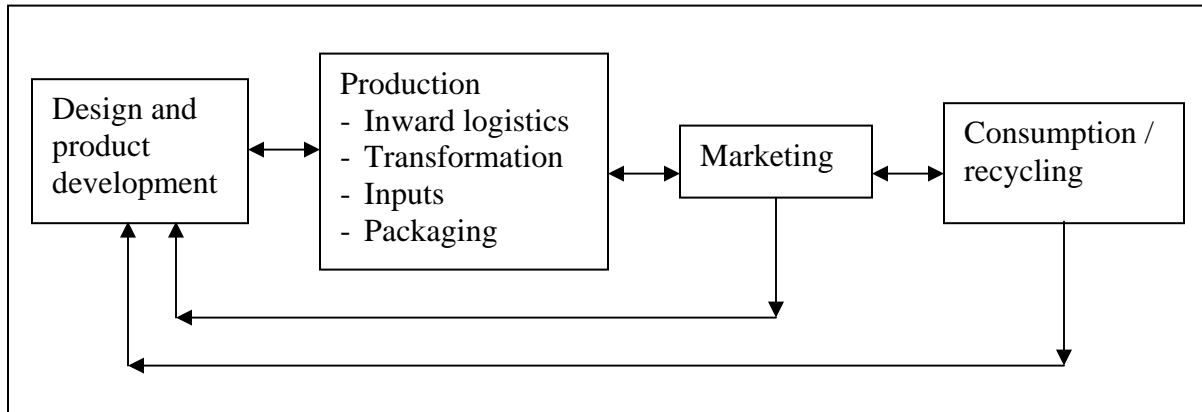 Design and
product
development
Production
- Inward logistics
- Transformation
- Inputs
- Packaging
Marketing
Consumption /
recycling